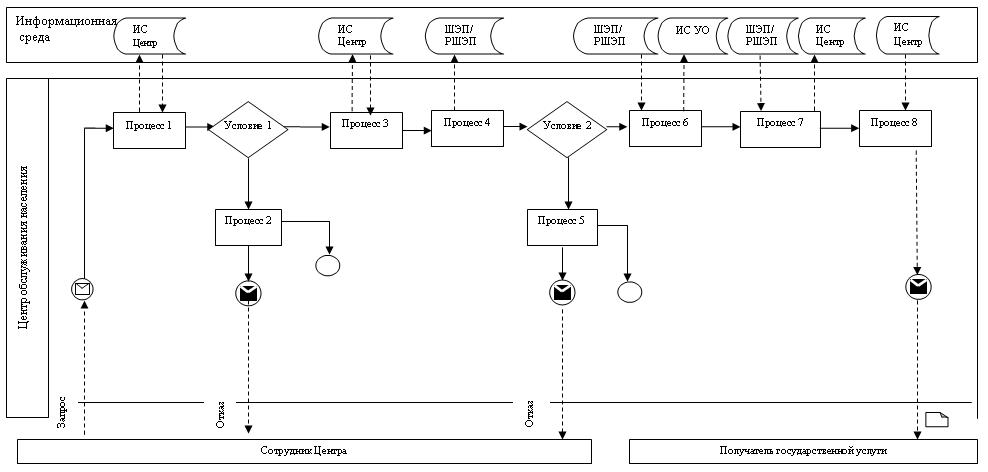 Информационная
среда
ИС
Центр
ИС
Центр
ШЭП/
РШЭП
ШЭП/
РШЭП
ИС УО
ШЭП/
РШЭП
ИС
Центр
ИС
Центр
Центр обслуживания населения
Процесс 1
Условие 1
Процесс 3
Процесс 4
Условие 2
Процесс 6
Процесс 7
Процесс 8
Процесс 2
Процесс 5
Запрос
Отказ
Отказ
Сотрудник Центра
Получатель государственной услуги